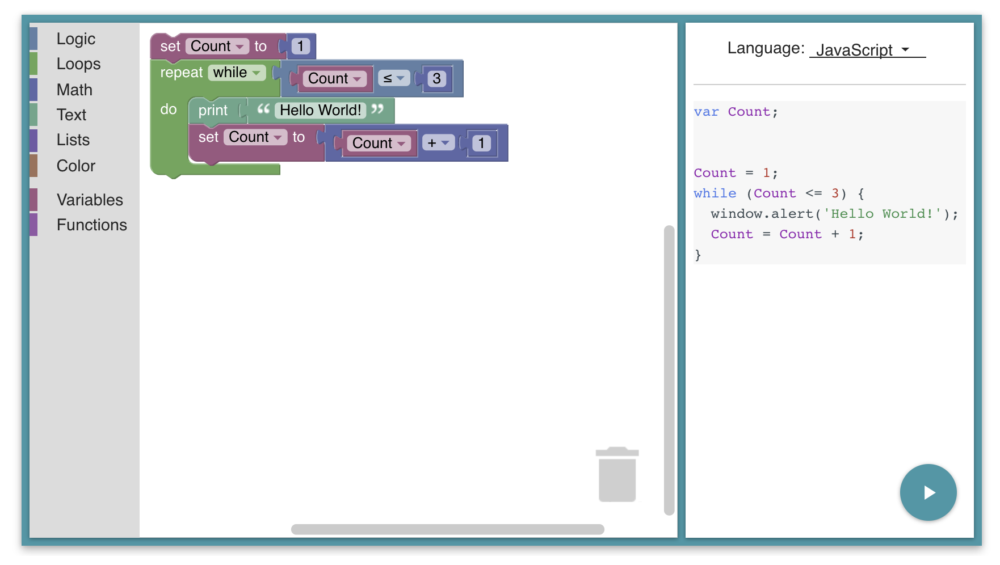 Logic
Loops
Math
Text
Lists
Color
Variables
Functions
set Count to 1
repeat while Count ≤ 3
do print “ Hello World! ”
set Count to Count + 1
Language: JavaScript
var Count;
Count = 1;
while (Count <= 3) {
  window.alert('Hello World!');
  Count = Count + 1;
}